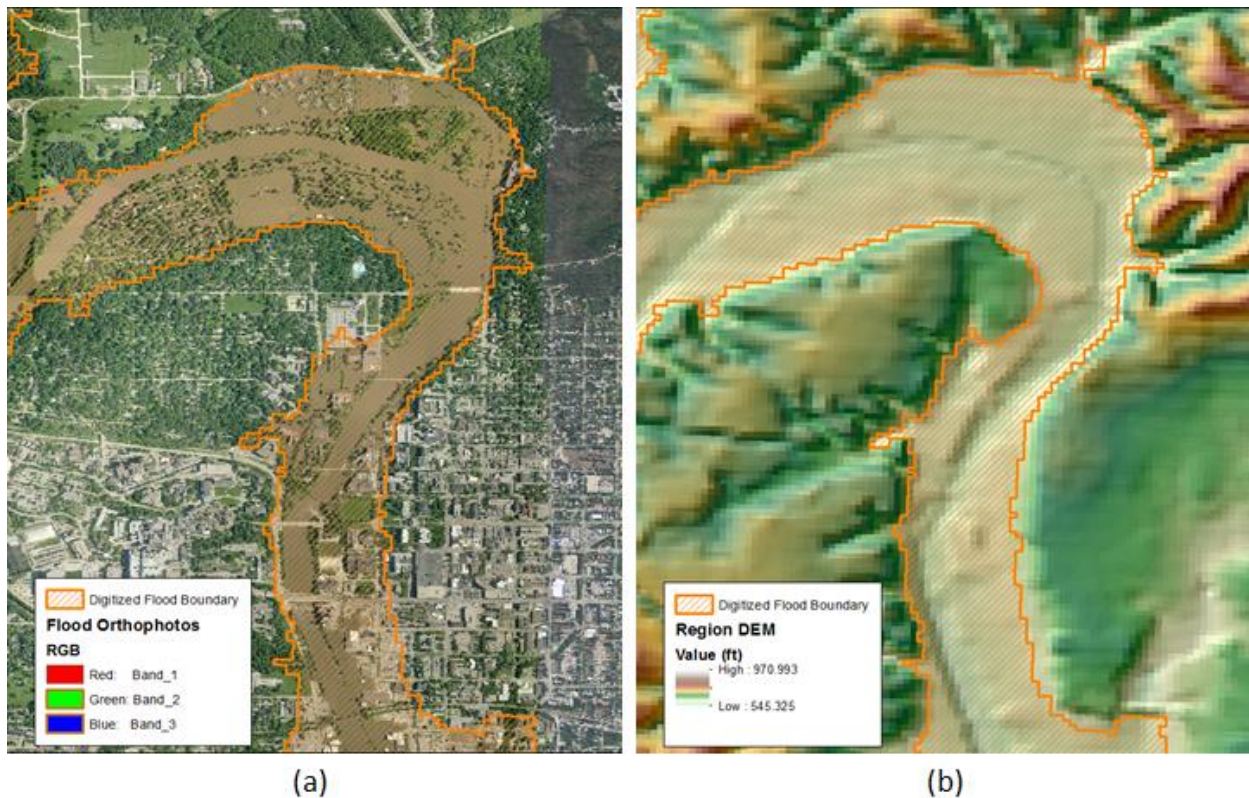 Digitized Flood Boundary
Flood Orthophotos
RGB
Red: Band_1
Green: Band_2
Blue: Band_3
Digitized Flood Boundary
Region DEM
Value (ft)
High : 970.993
Low : 545.325
(a)
(b)